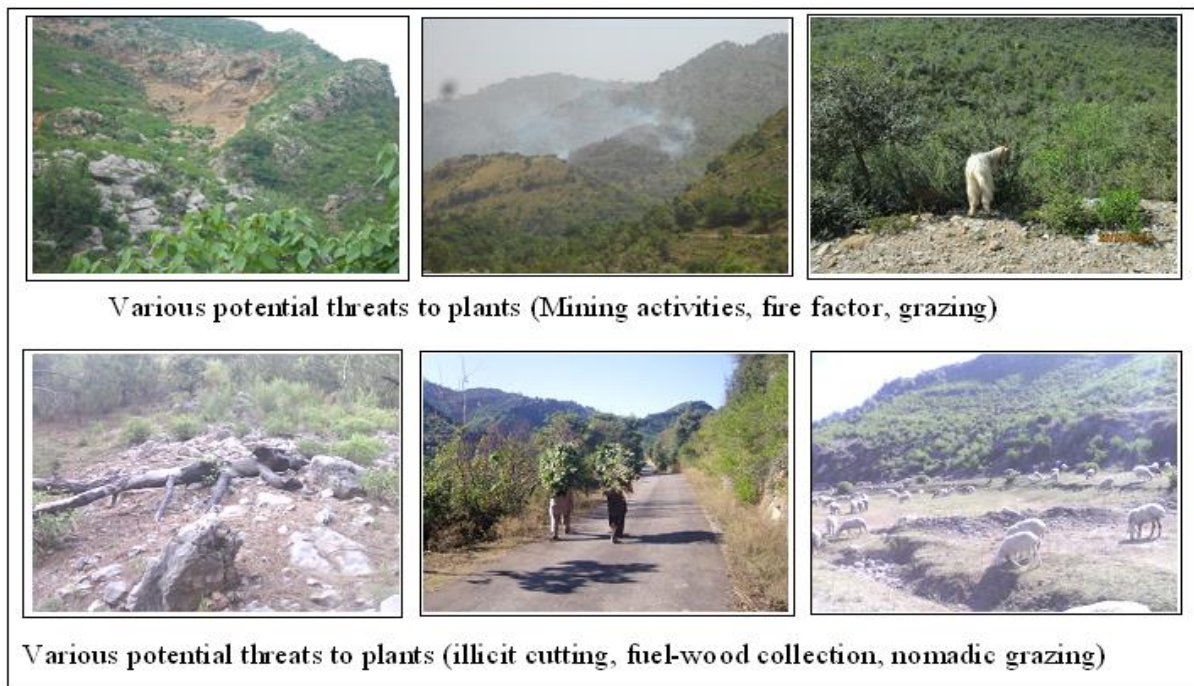 Various potential threats to plants (Mining activities, fire factor, grazing)
Various potential threats to plants (illicit cutting, fuel-wood collection, nomadic grazing)